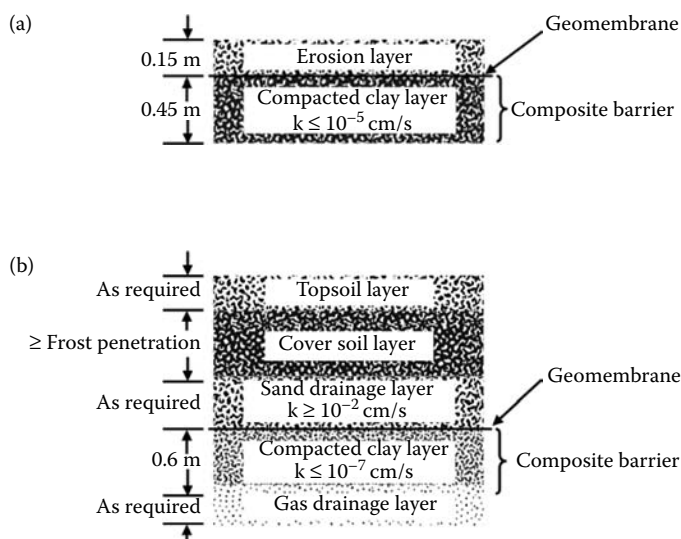 (a)
Geomembrane
0.15 m
Erosion layer
0.45 m
Compacted clay layer
k ≤ 10⁻⁵ cm/s
Composite barrier
(b)
As required
Topsoil layer
≥ Frost penetration
Cover soil layer
Geomembrane
As required
Sand drainage layer
k ≥ 10⁻² cm/s
0.6 m
Compacted clay layer
k ≤ 10⁻⁷ cm/s
Composite barrier
As required
Gas drainage layer